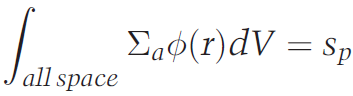 ∫_{all space} Σ_a ϕ(r)dV = s_p